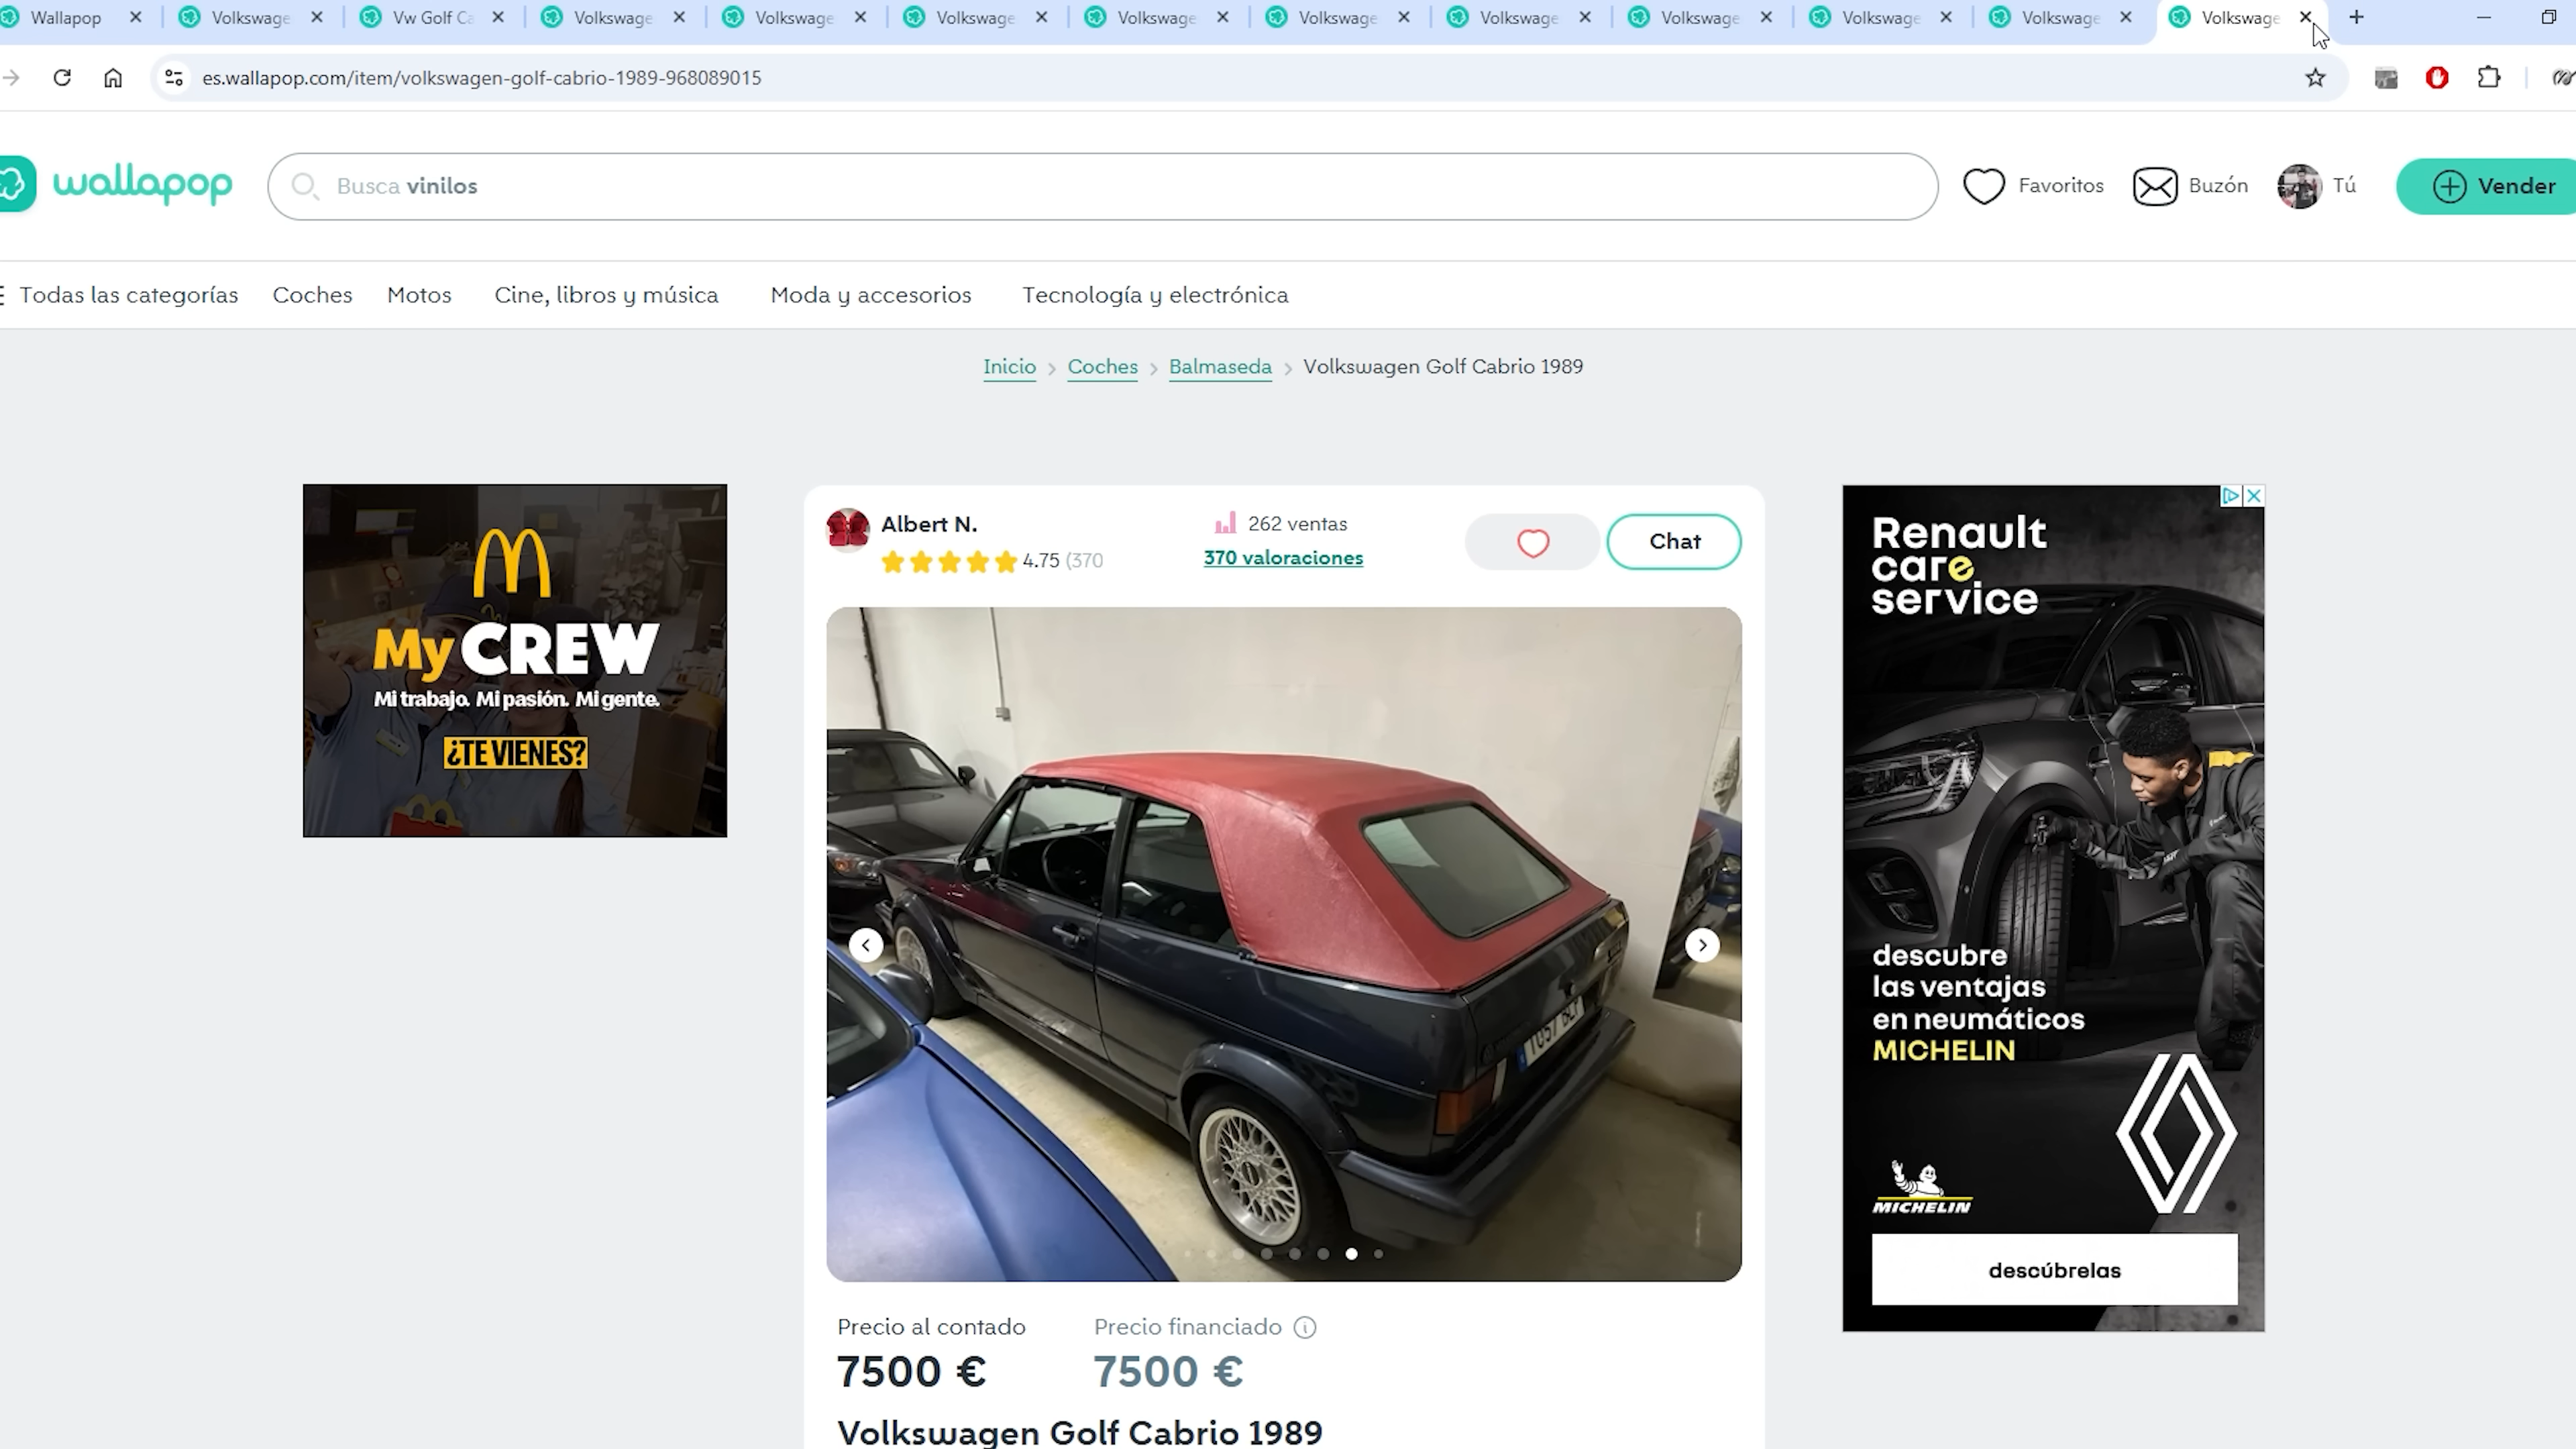 Wallapop
Volkswage
Vw Golf Ca
Volkswage
Volkswage
Volkswage
Volkswage
Volkswage
Volkswage
Volkswage
Volkswage
Volkswage
Volkswage
es.wallapop.com/item/volkswagen-golf-cabrio-1989-968089015
wallapop
Busca vinilos
Favoritos
Buzón
Tú
Vender
Todas las categorías
Coches
Motos
Cine, libros y música
Moda y accesorios
Tecnología y electrónica
Inicio > Coches > Balmaseda > Volkswagen Golf Cabrio 1989
My CREW
Mi trabajo. Mi pasión. Mi gente.
¿TE VIENES?
Albert N.
4.75 (370
262 ventas
370 valoraciones
Chat
Precio al contado
7500 €
Precio financiado
7500 €
Volkswagen Golf Cabrio 1989
Renault
care
service
descubre
las ventajas
en neumáticos
MICHELIN
MICHELIN
descúbrelas